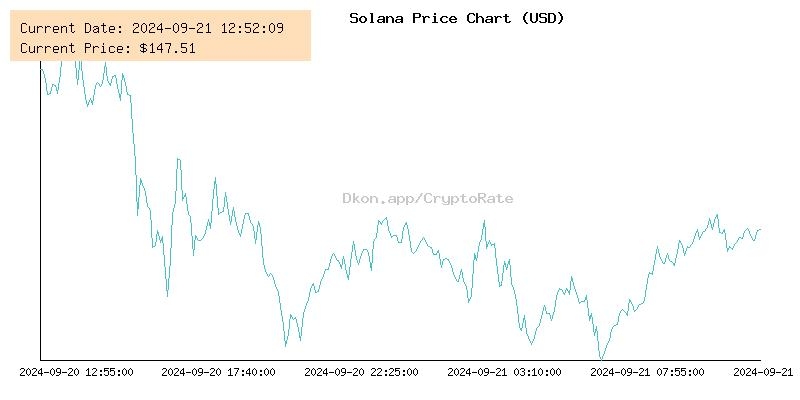 Solana Price Chart (USD)
Current Date: 2024-09-21 12:52:09
Current Price: $147.51
Dkon.app/CryptoRate
2024-09-20 12:55:00 2024-09-20 17:40:00 2024-09-20 22:25:00 2024-09-21 03:10:00 2024-09-21 07:55:00 2024-09-21